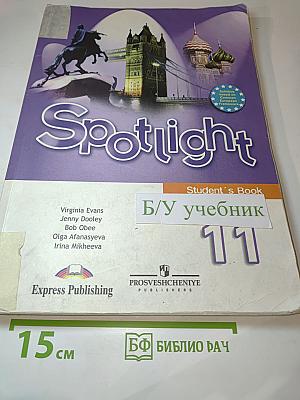 Spotlight
Student's Book
Б/У учебник
11
Virginia Evans
Jenny Dooley
Bob Obee
Olga Afanasyeva
Irina Mikheeva
Express Publishing
PROSVESHCHENIYE
PUBLISHERS
15 см
БФ БИБЛИО